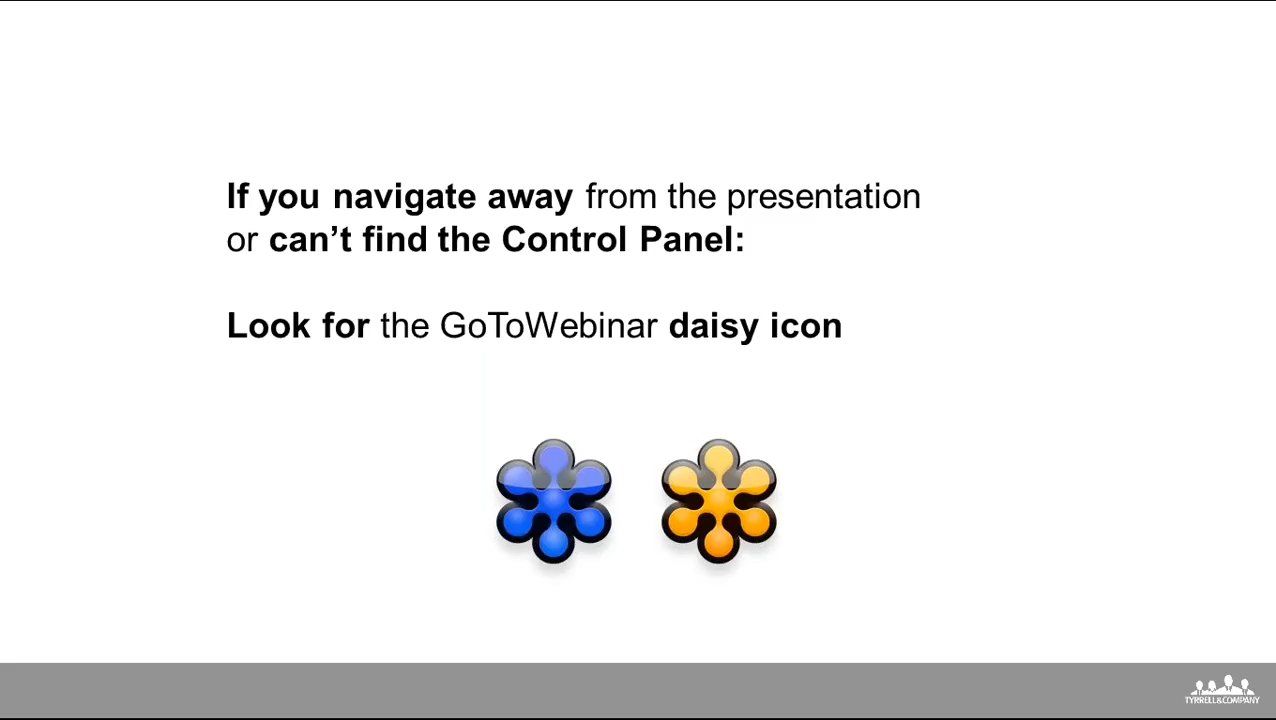 If you navigate away from the presentation
or can’t find the Control Panel:
Look for the GoToWebinar daisy icon
TYRRELL&COMPANY